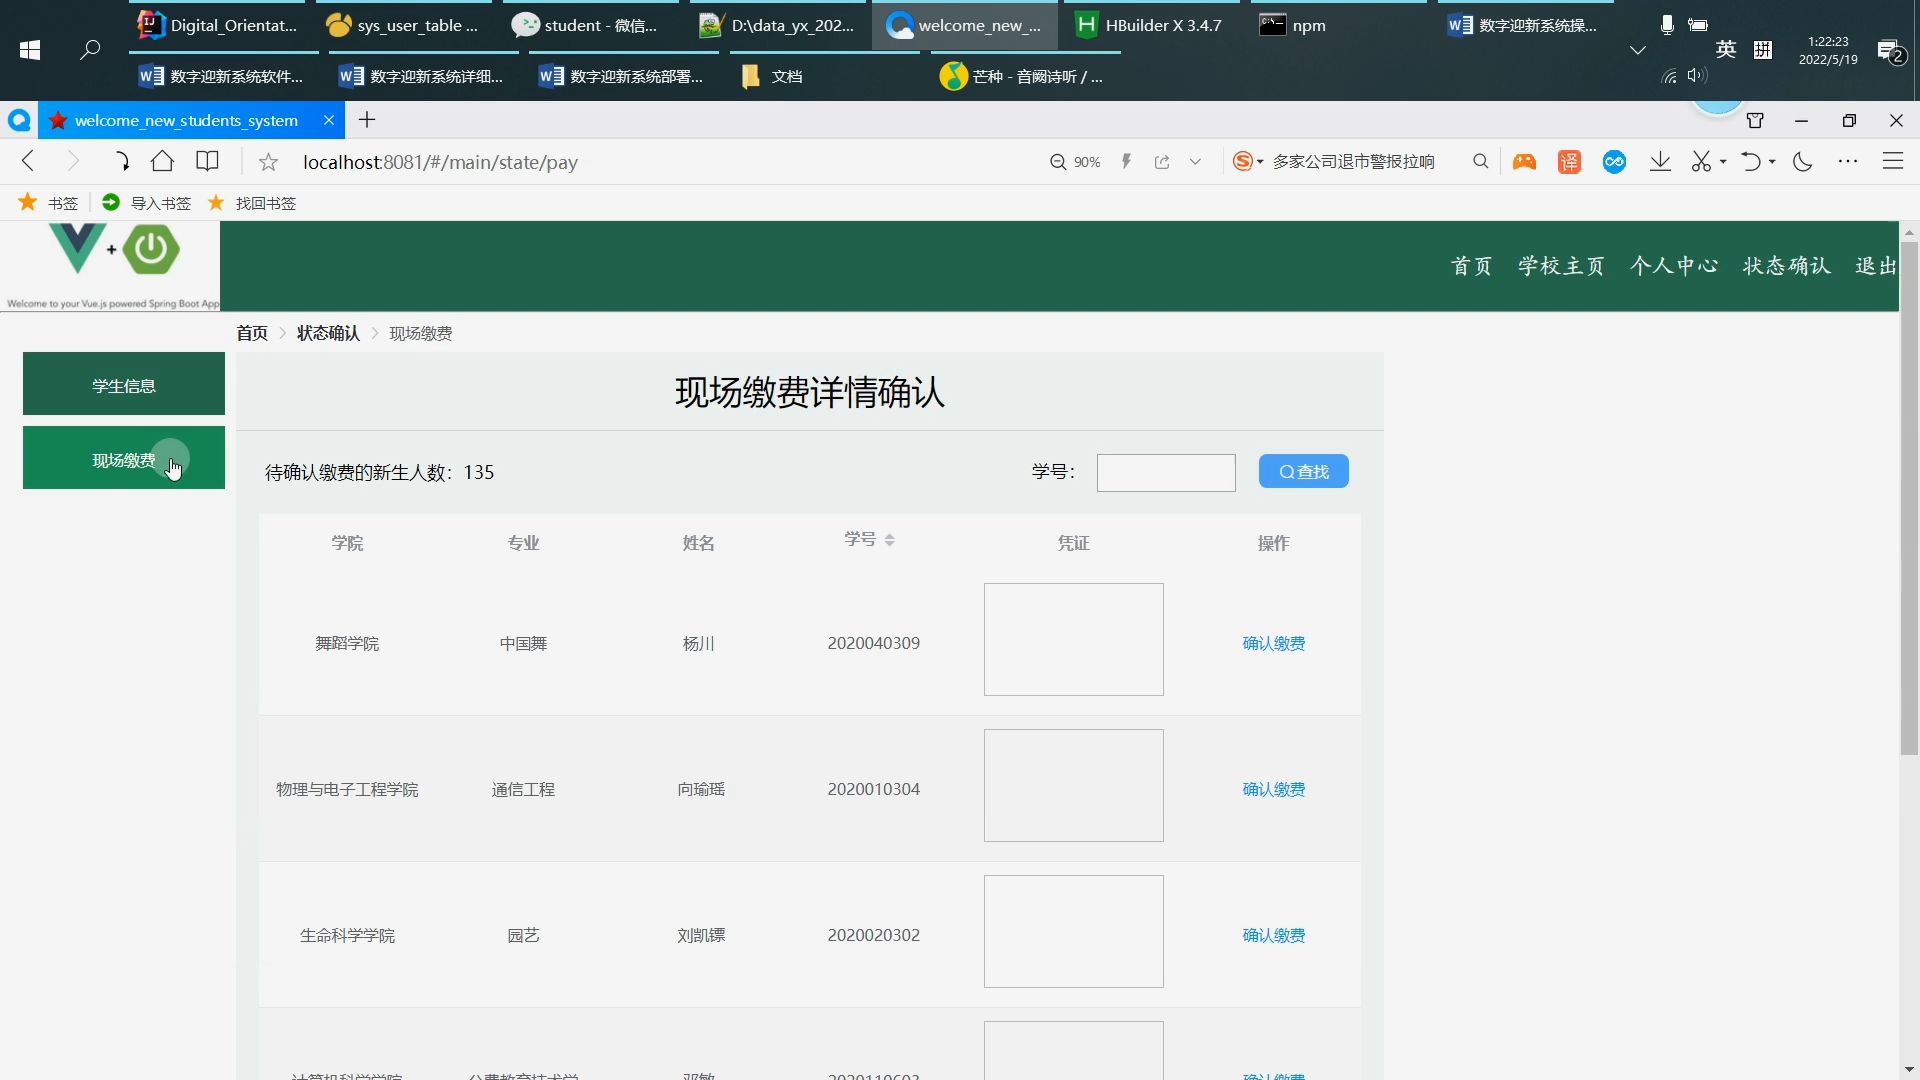 Digital_Orientat...
sys_user_table ...
student - 微信...
D:\data_yx_202...
welcome_new_...
HBuilder X 3.4.7
npm
数字迎新系统操...
英
拼
1:22:23
2022/5/19
2
数字迎新系统软件...
数字迎新系统详细...
数字迎新系统部署...
文档
芒种 - 音阙诗听 / ...
welcome_new_students_system
localhost:8081/#/main/state/pay
90%
多家公司退市警报拉响
译
书签
导入书签
找回书签
+
Welcome to your Vue.js powered Spring Boot App
首页 学校主页 个人中心 状态确认 退出
首页 > 状态确认 > 现场缴费
学生信息
现场缴费
现场缴费详情确认
待确认缴费的新生人数：135
学号：
查找
学院 专业 姓名 学号 凭证 操作
舞蹈学院 中国舞 杨川 2020040309 确认缴费
物理与电子工程学院 通信工程 向瑜瑶 2020010304 确认缴费
生命科学学院 园艺 刘凯镖 2020020302 确认缴费